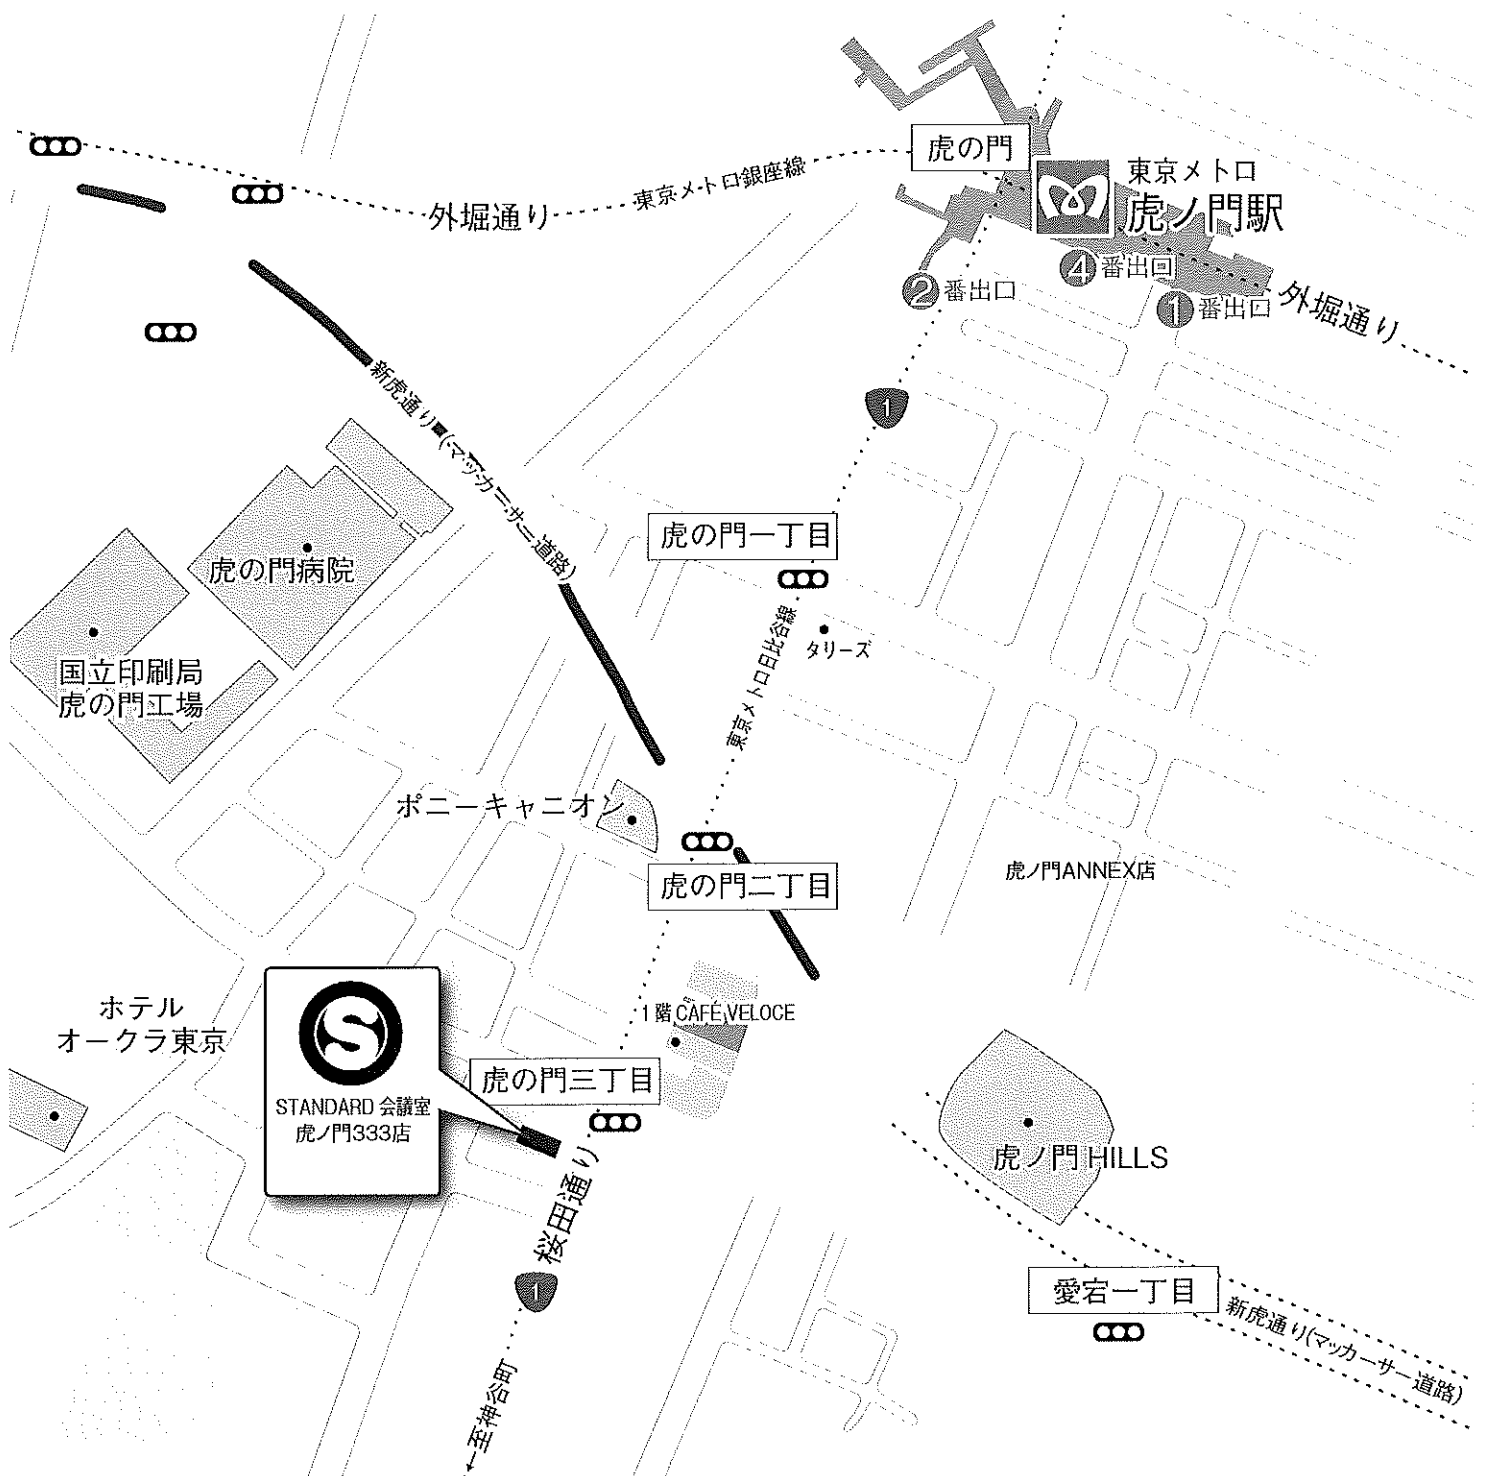 虎の門
東京メトロ
虎ノ門駅
東京メトロ銀座線
外堀通り
4番出口
2番出口
1番出口
外堀通り
1
新虎通り(マッカーサー道路)
虎の門一丁目
虎の門病院
タリーズ
東京メトロ日比谷線
国立印刷局
虎の門工場
ポニーキャニオン
虎の門二丁目
虎ノ門ANNEX店
ホテル
オークラ東京
S
STANDARD 会議室
虎ノ門333店
1階 CAFÉ VELOCE
虎の門三丁目
虎ノ門 HILLS
桜田通り
1
愛宕一丁目
新虎通り(マッカーサー道路)
←至神谷町